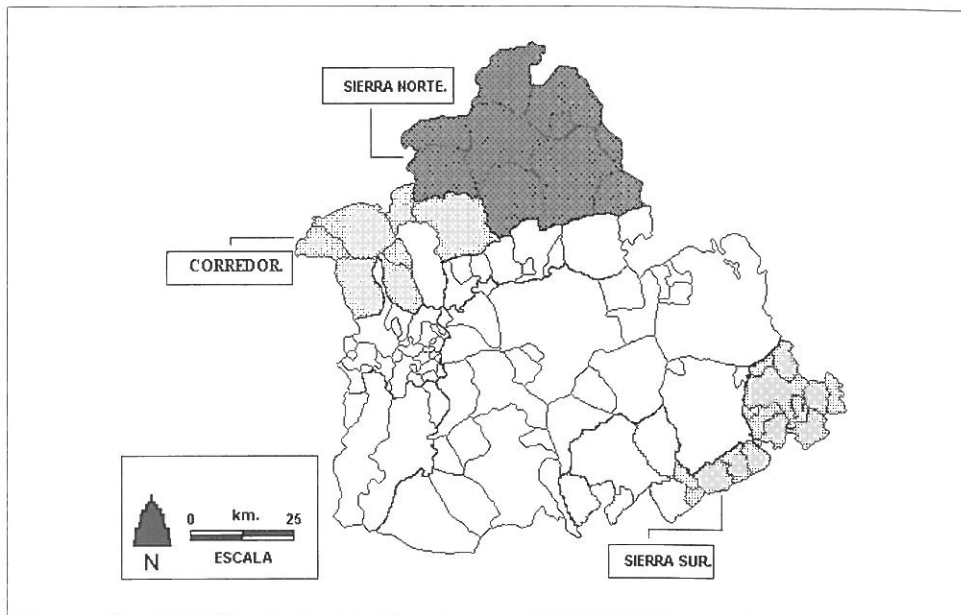 SIERRA NORTE.
CORREDOR.
0 km. 25
N
ESCALA
SIERRA SUR.